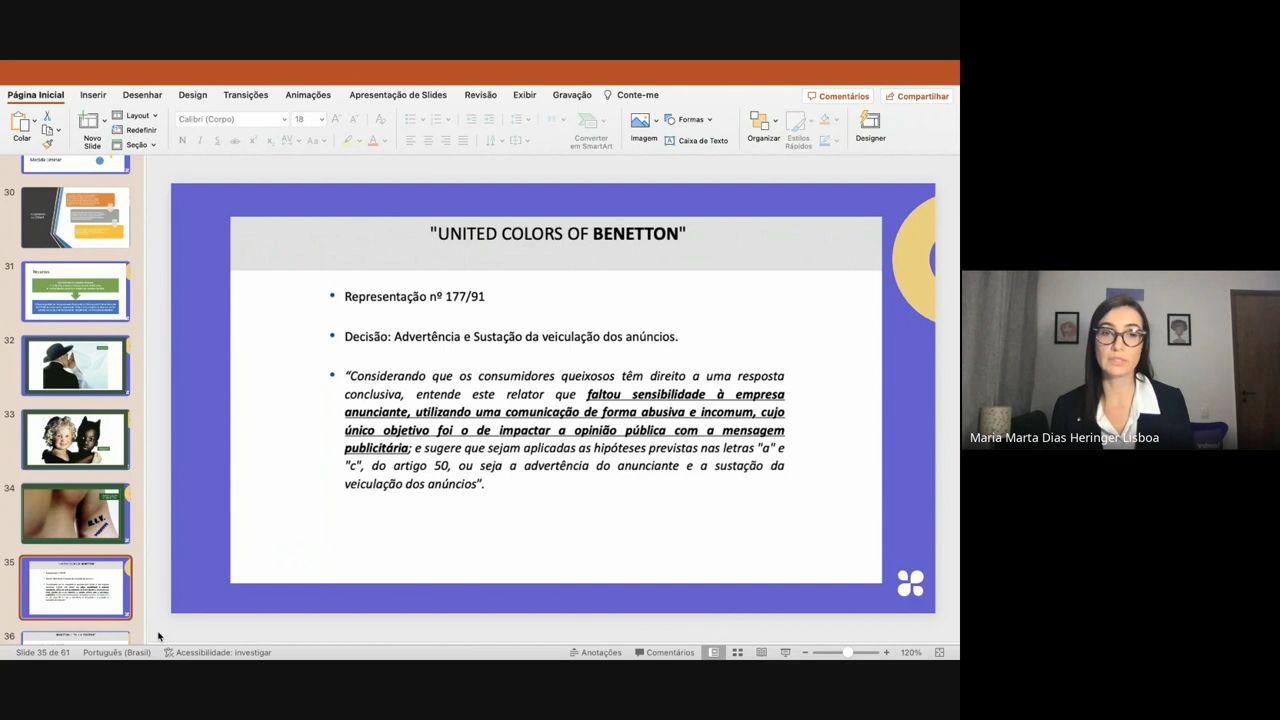 Página Inicial Inserir Desenhar Design Transições Animações Apresentação de Slides Revisão Exibir Gravação Conte-me Comentários Compartilhar
Colar
Novo
Slide
Layout
Redefinir
Seção
Calibri (Corpo) 18
Converter
em SmartArt
Imagem
Formas
Caixa de Texto
Organizar
Estilos
Rápidos
Designer
30
31
Recursos
32
33
34
H.I.V.
35
36
"UNITED COLORS OF BENETTON"
• Representação nº 177/91
• Decisão: Advertência e Sustação da veiculação dos anúncios.
• “Considerando que os consumidores queixosos têm direito a uma resposta
conclusiva, entende este relator que faltou sensibilidade à empresa
anunciante, utilizando uma comunicação de forma abusiva e incomum, cujo
único objetivo foi o de impactar a opinião pública com a mensagem
publicitária; e sugere que sejam aplicadas as hipóteses previstas nas letras "a" e
"c", do artigo 50, ou seja a advertência do anunciante e a sustação da
veiculação dos anúncios”.
Maria Marta Dias Heringer Lisboa
Slide 35 de 61 Português (Brasil) Acessibilidade: investigar Anotações Comentários 120%